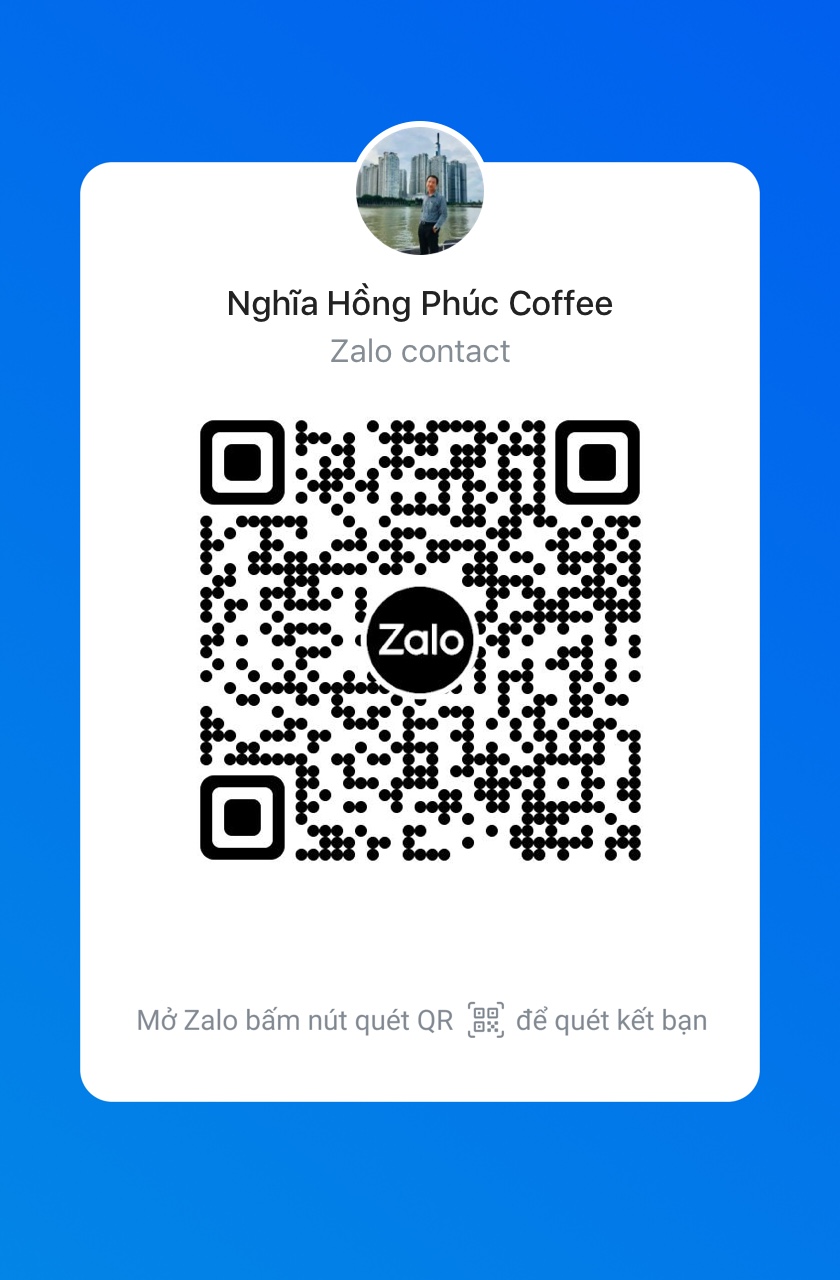 Nghĩa Hồng Phúc Coffee
Zalo contact
Zalo
Mở Zalo bấm nút quét QR để quét kết bạn